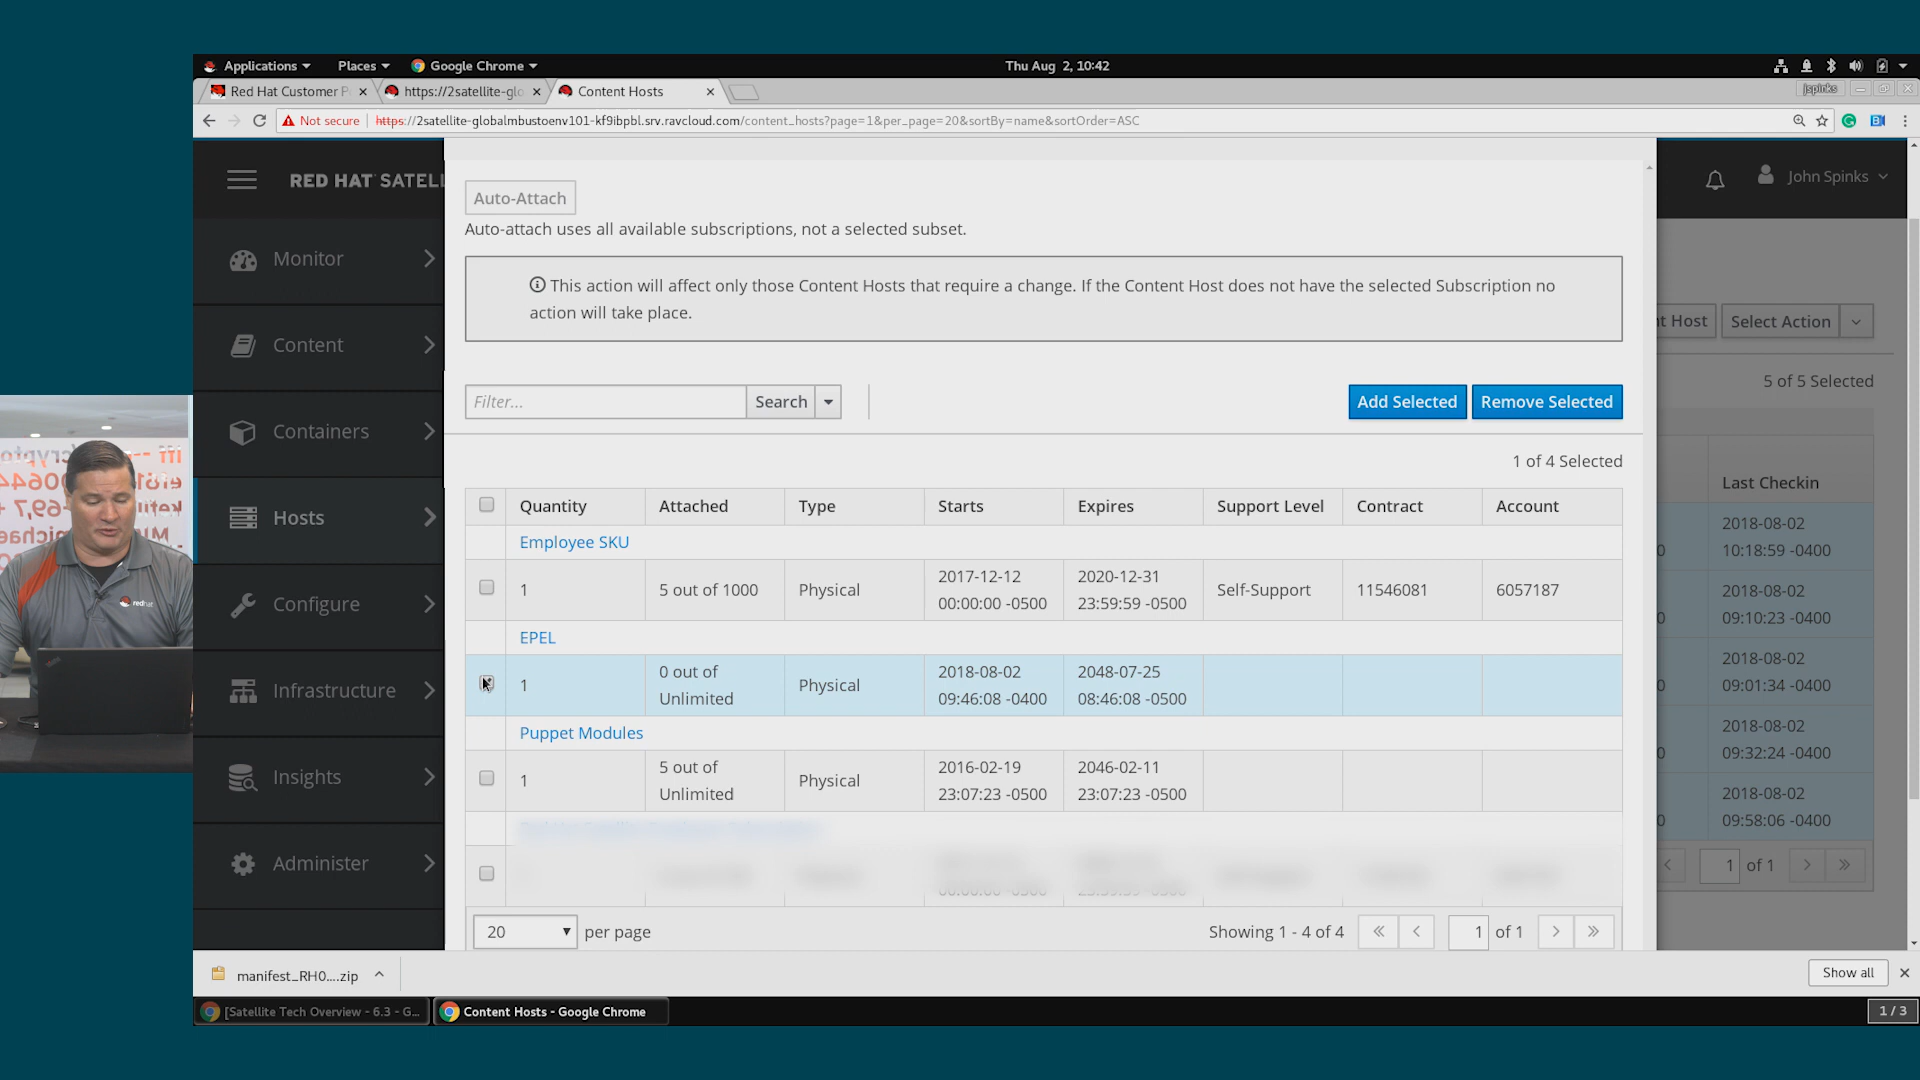 Applications
Places
Google Chrome
Thu Aug 2, 10:42
Red Hat Customer P
https://2satellite-glo
Content Hosts
jspinks
Not secure
https://2satellite-globalmbustoenv101-kf9ibpbl.srv.ravcloud.com/content_hosts?page=1&per_page=20&sortBy=name&sortOrder=ASC
RED HAT SATELL
John Spinks
Monitor
Content
Containers
Hosts
Configure
Infrastructure
Insights
Administer
Auto-Attach
Auto-attach uses all available subscriptions, not a selected subset.
This action will affect only those Content Hosts that require a change. If the Content Host does not have the selected Subscription no
action will take place.
Filter...
Search
Add Selected
Remove Selected
1 of 4 Selected
Quantity Attached Type Starts Expires Support Level Contract Account
Employee SKU
1
5 out of 1000
Physical
2017-12-12
00:00:00 -0500
2020-12-31
23:59:59 -0500
Self-Support
11546081
6057187
EPEL
1
0 out of
Unlimited
Physical
2018-08-02
09:46:08 -0400
2048-07-25
08:46:08 -0500
Puppet Modules
1
5 out of
Unlimited
Physical
2016-02-19
23:07:23 -0500
2046-02-11
23:07:23 -0500
20
per page
Showing 1 - 4 of 4
1 of 1
t Host
Select Action
5 of 5 Selected
Last Checkin
2018-08-02
10:18:59 -0400
2018-08-02
09:10:23 -0400
2018-08-02
09:01:34 -0400
2018-08-02
09:32:24 -0400
2018-08-02
09:58:06 -0400
1 of 1
redhat
manifest_RH0....zip
Show all
[Satellite Tech Overview - 6.3 - G...
Content Hosts - Google Chrome
1 / 3